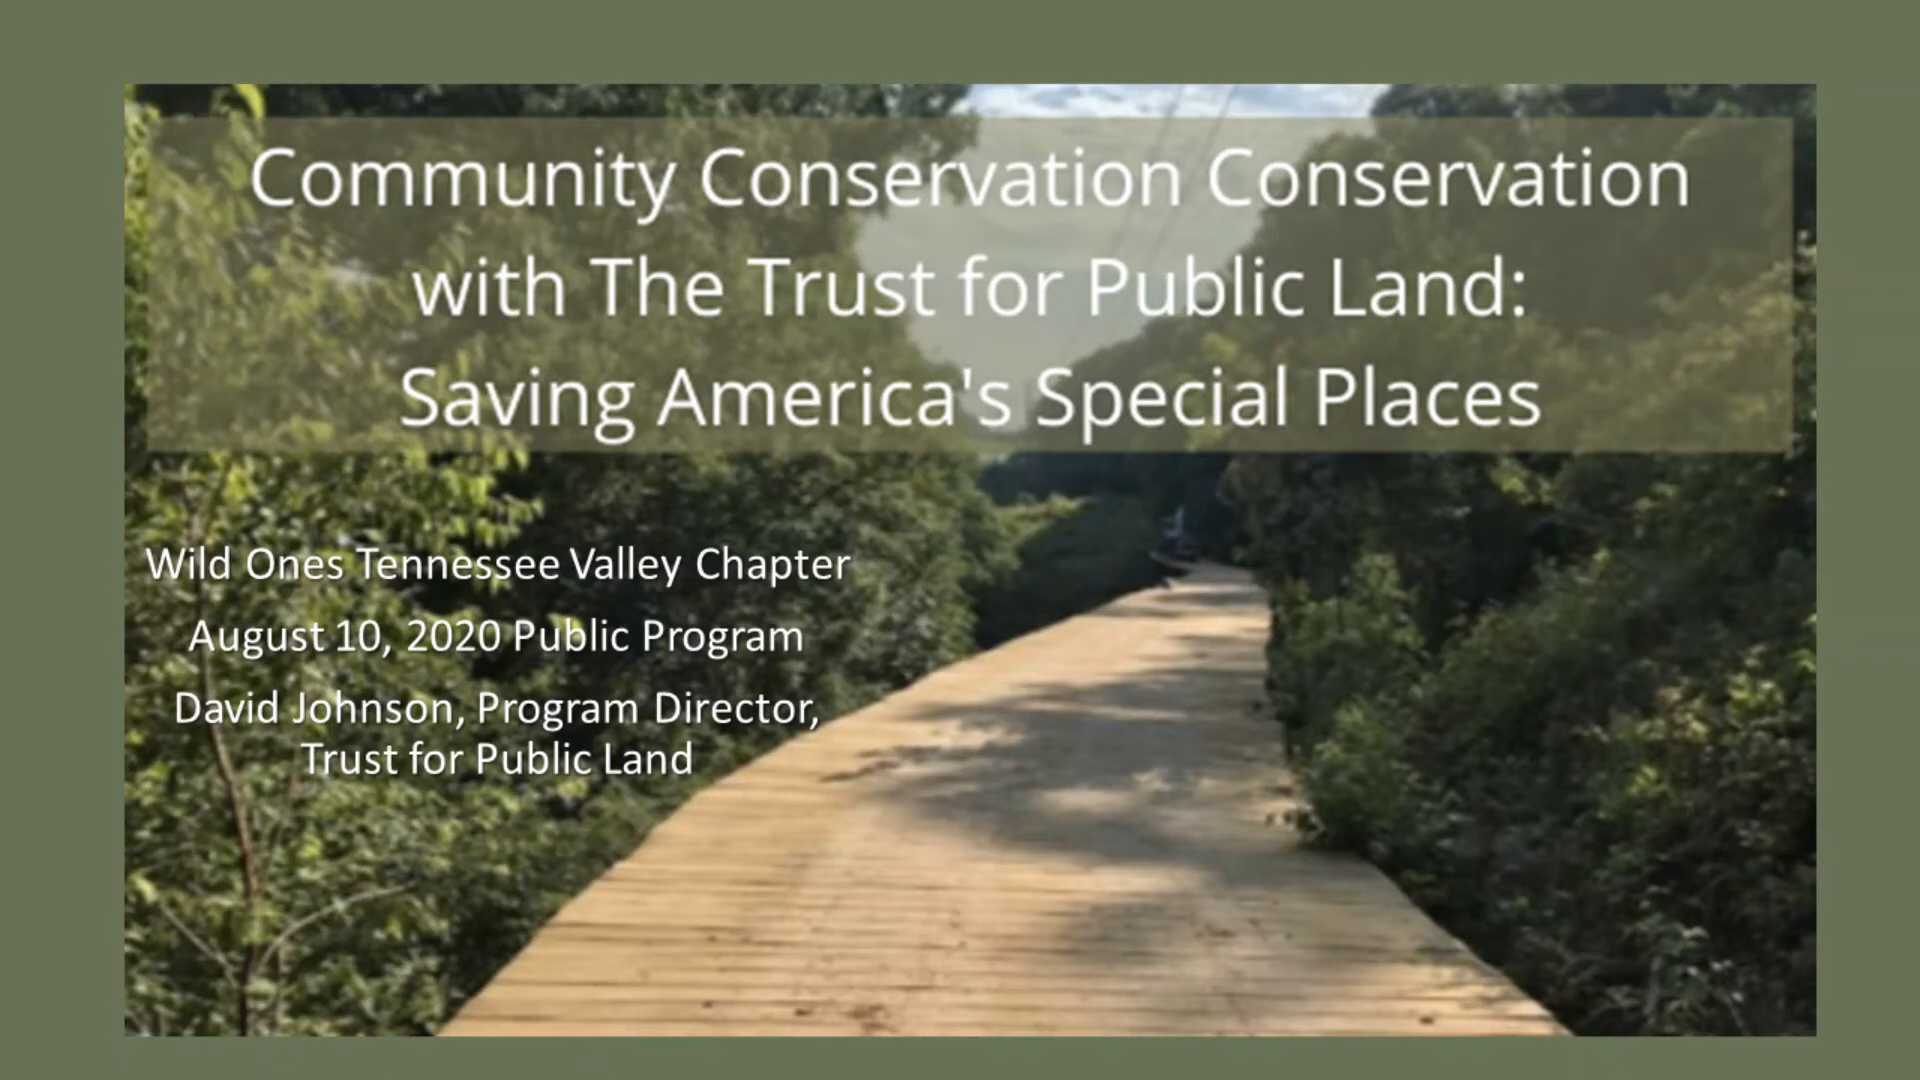 Community Conservation Conservation
with The Trust for Public Land:
Saving America's Special Places
Wild Ones Tennessee Valley Chapter
August 10, 2020 Public Program
David Johnson, Program Director,
Trust for Public Land